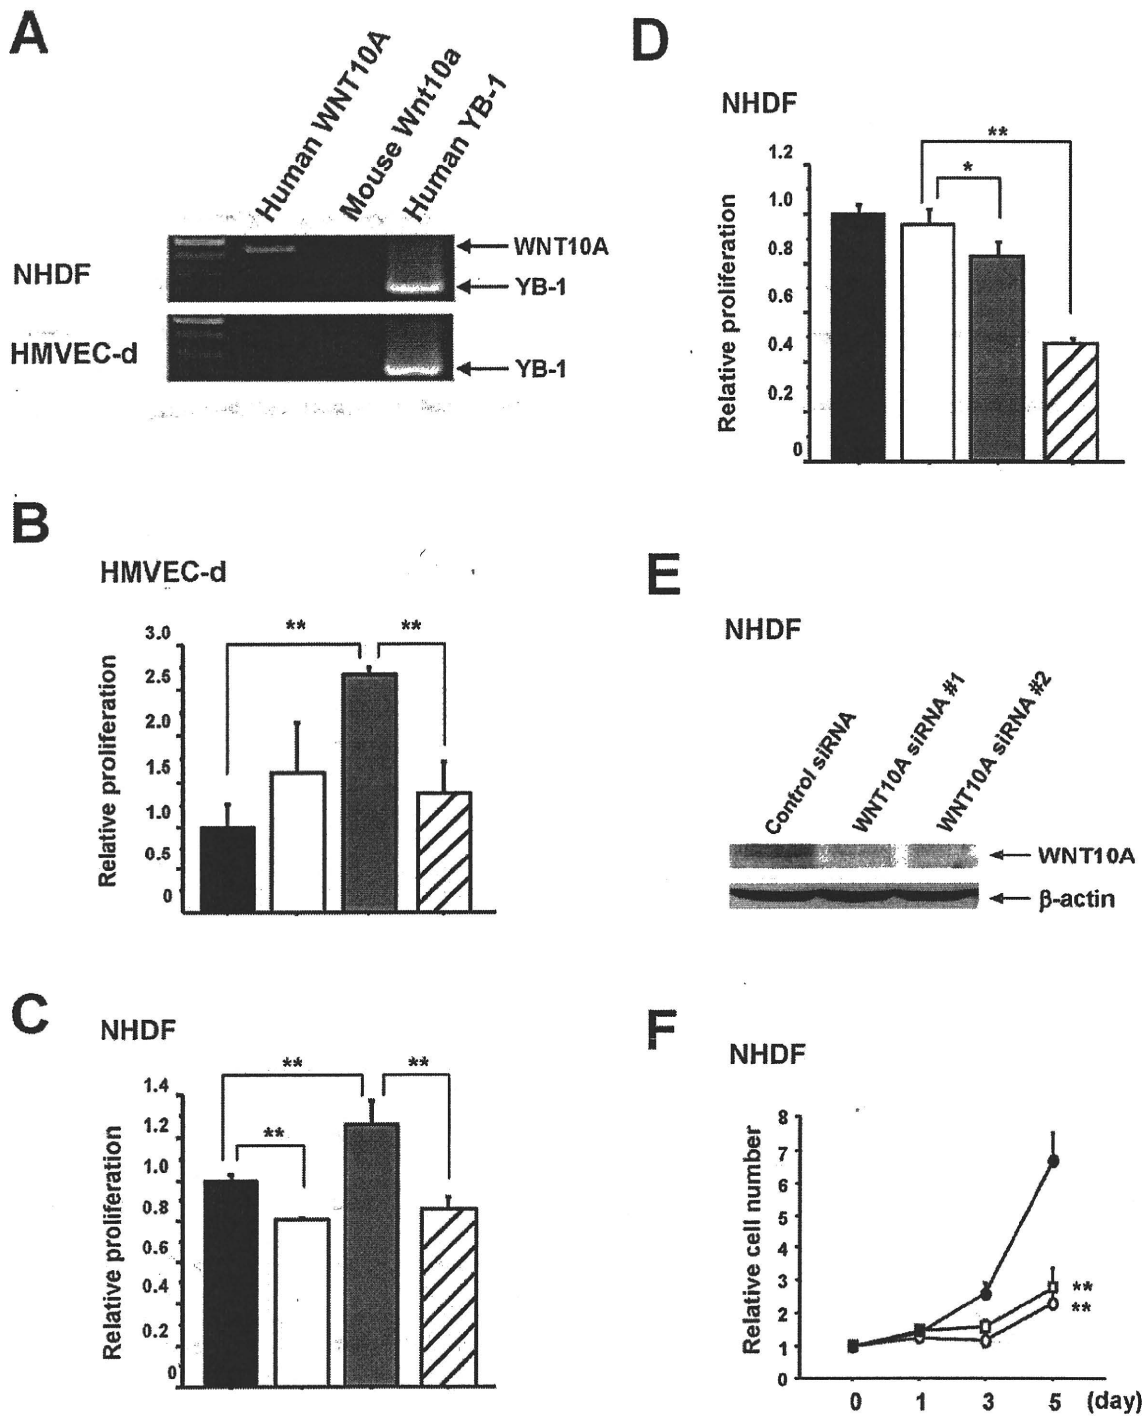 A
Human WNT10A
Mouse Wnt10a
Human YB-1
NHDF
WNT10A
YB-1
HMVEC-d
YB-1
B
HMVEC-d
Relative proliferation
3.0
2.5
2.0
1.5
1.0
0.5
0
**
**
C
NHDF
Relative proliferation
1.4
1.2
1.0
0.8
0.6
0.4
0.2
0
**
**
**
D
NHDF
Relative proliferation
1.2
1.0
0.8
0.6
0.4
0.2
0
**
*
E
NHDF
Control siRNA
WNT10A siRNA #1
WNT10A siRNA #2
WNT10A
β-actin
F
NHDF
Relative cell number
8
7
6
5
4
3
2
1
0
**
**
0 1 3 5 (day)